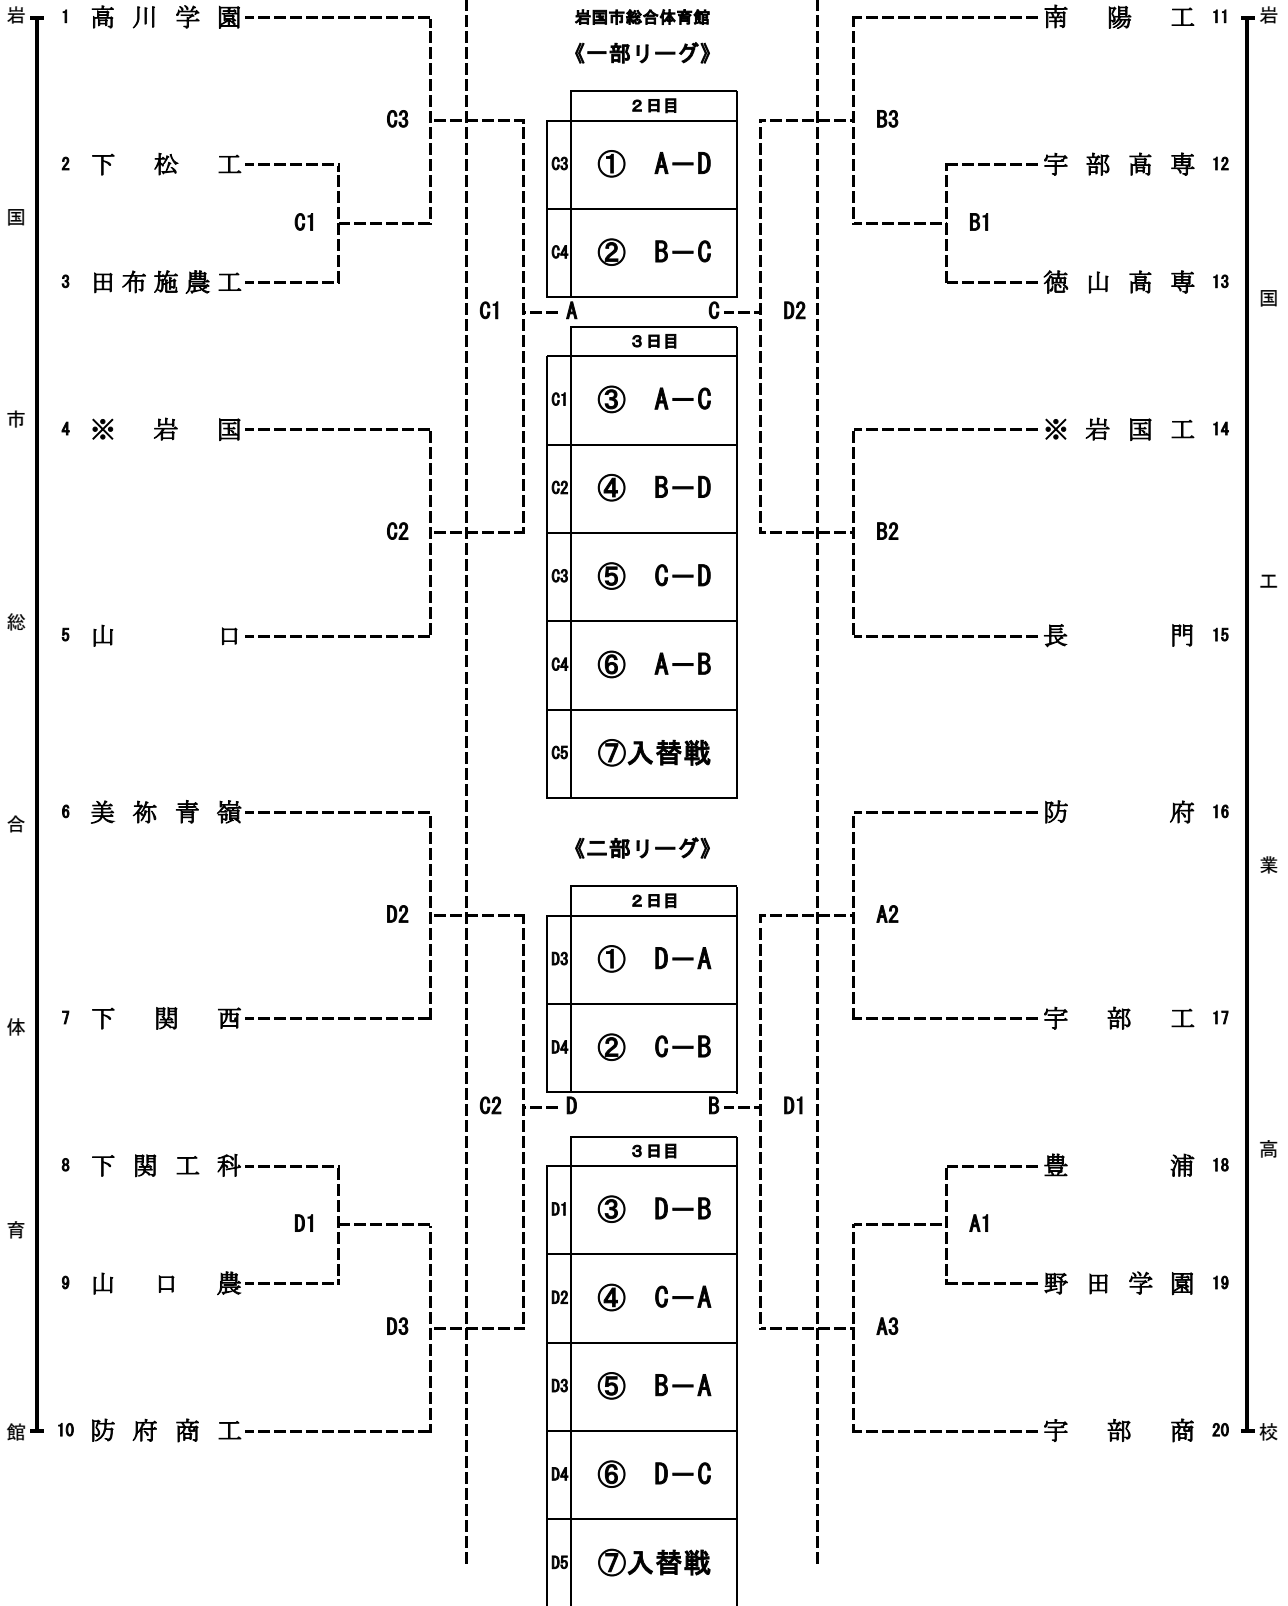 岩国市総合体育館
1 高川学園
C3
2 下松工
C1
3 田布施農工
C1
A
4 ※岩国
C2
5 山口
6 美祢青嶺
D2
7 下関西
C2
D
8 下関工科
D1
9 山口農
D3
10 防府商工
岩国市総合体育館
《一部リーグ》
2日目
C3 ① A－D
C4 ② B－C
3日目
C1 ③ A－C
C2 ④ B－D
C3 ⑤ C－D
C4 ⑥ A－B
C5 ⑦入替戦
《二部リーグ》
2日目
D3 ① D－A
D4 ② C－B
3日目
D1 ③ D－B
D2 ④ C－A
D3 ⑤ B－A
D4 ⑥ D－C
D5 ⑦入替戦
南陽工 11
B3
宇部高専 12
B1
徳山高専 13
C
D2
※岩国工 14
B2
長門 15
防府 16
A2
宇部工 17
B
D1
豊浦 18
A1
野田学園 19
A3
宇部商 20
岩国工業高校